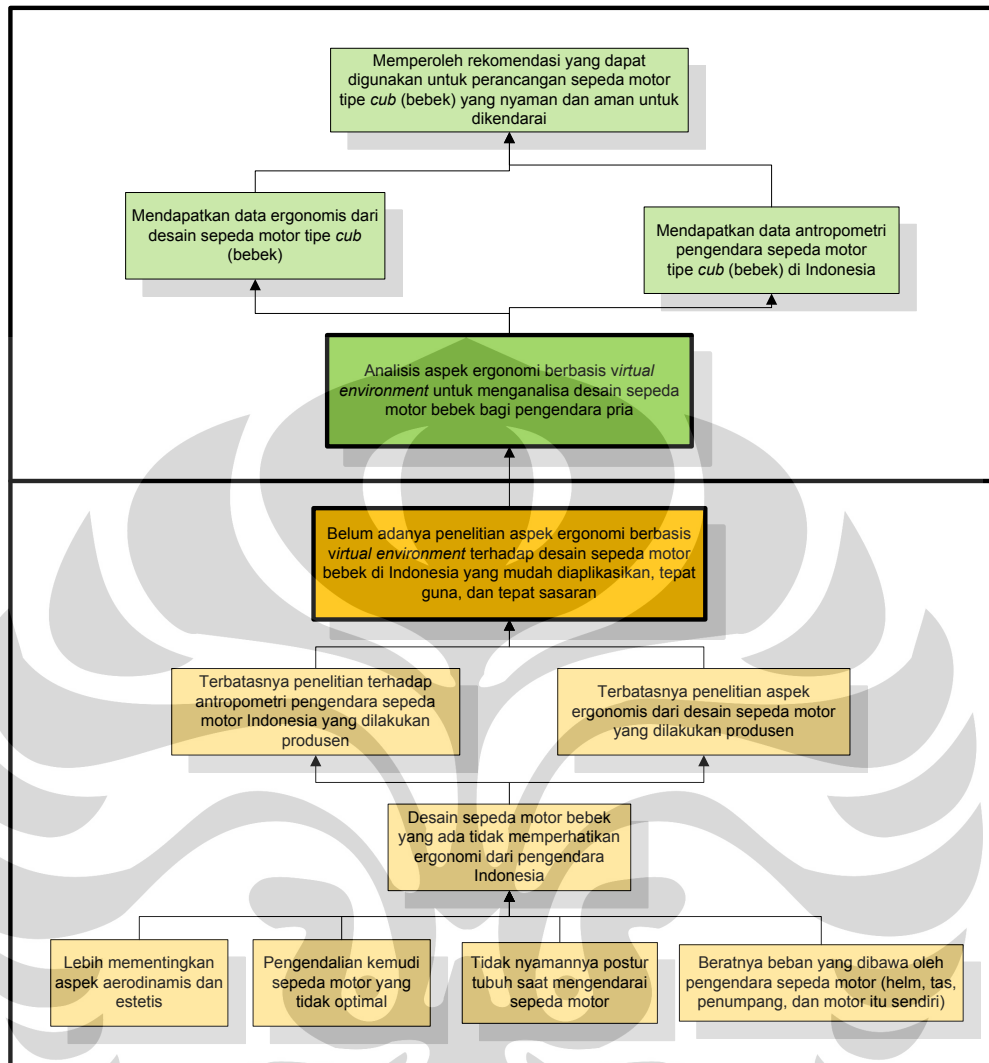 Memperoleh rekomendasi yang dapat
digunakan untuk perancangan sepeda motor
tipe cub (bebek) yang nyaman dan aman untuk
dikendarai
Mendapatkan data ergonomis dari
desain sepeda motor tipe cub
(bebek)
Mendapatkan data antropometri
pengendara sepeda motor
tipe cub (bebek) di Indonesia
Analisis aspek ergonomi berbasis virtual
environment untuk menganalisa desain sepeda
motor bebek bagi pengendara pria
Belum adanya penelitian aspek ergonomi berbasis
virtual environment terhadap desain sepeda motor
bebek di Indonesia yang mudah diaplikasikan, tepat
guna, dan tepat sasaran
Terbatasnya penelitian terhadap
antropometri pengendara sepeda
motor Indonesia yang dilakukan
produsen
Terbatasnya penelitian aspek
ergonomis dari desain sepeda motor
yang dilakukan produsen
Desain sepeda motor bebek
yang ada tidak memperhatikan
ergonomi dari pengendara
Indonesia
Lebih mementingkan
aspek aerodinamis dan
estetis
Pengendalian kemudi
sepeda motor yang
tidak optimal
Tidak nyamannya postur
tubuh saat mengendarai
sepeda motor
Beratnya beban yang dibawa oleh
pengendara sepeda motor (helm, tas,
penumpang, dan motor itu sendiri)